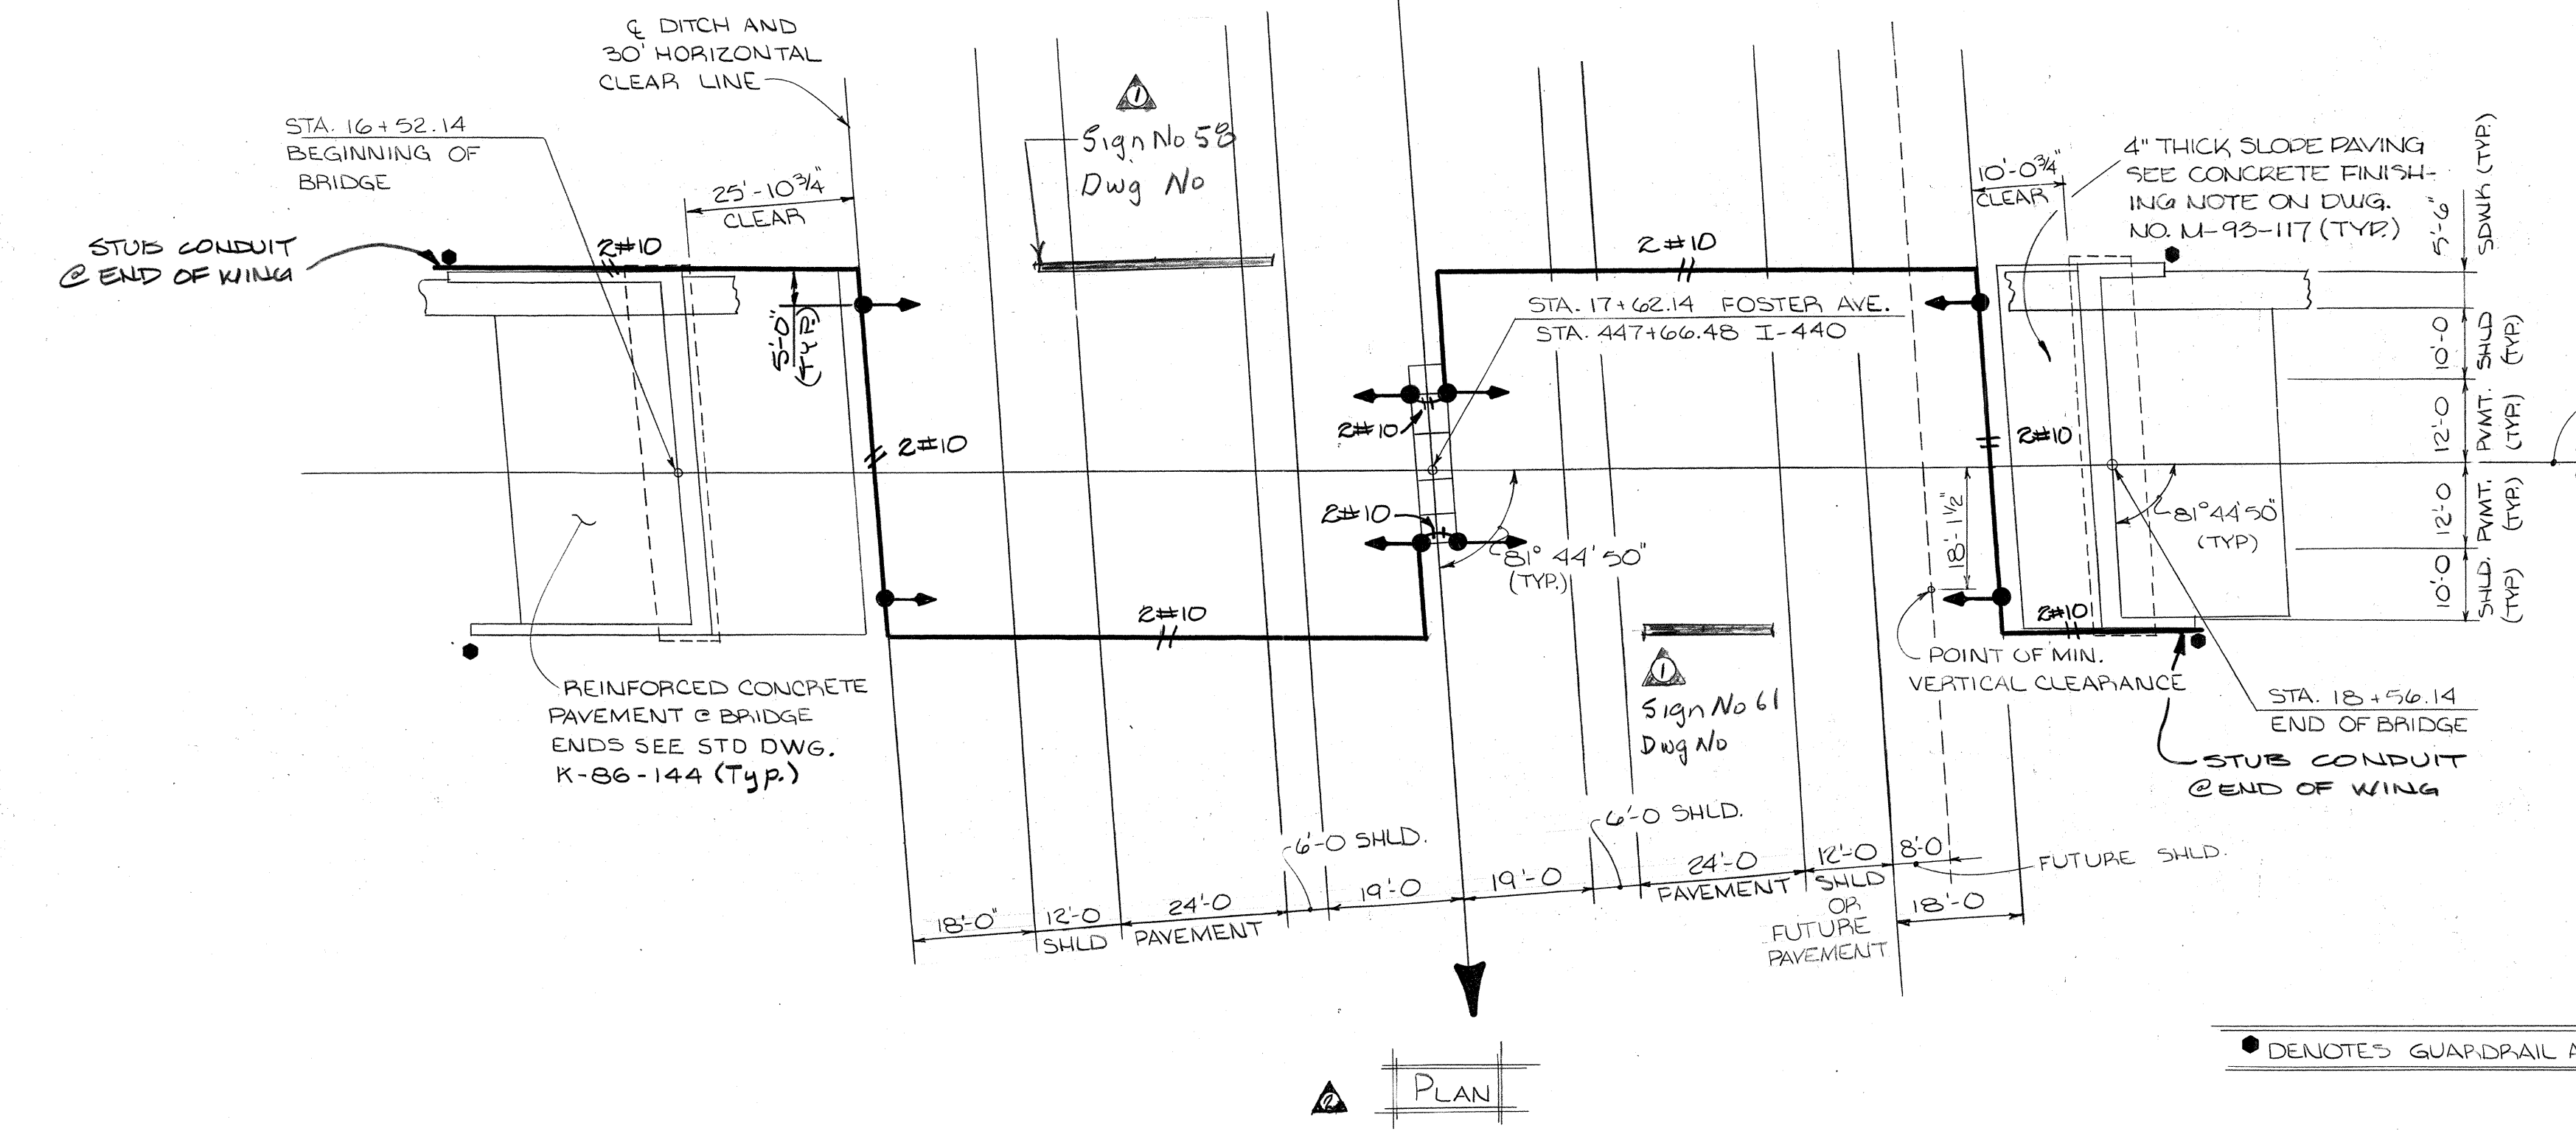 ℄ DITCH AND
30' HORIZONTAL
CLEAR LINE
STA. 16+52.14
BEGINNING OF
BRIDGE
25'-10¾"
CLEAR
1
Sign No 58
Dwg No
10'-0¾"
CLEAR
4" THICK SLOPE PAVING
SEE CONCRETE FINISH-
ING NOTE ON DWG.
NO. M-93-117 (TYP.)
5'-6"
SDWK (TYP.)
STUB CONDUIT
@ END OF WING
2#10
2#10
5'-0"
(TYP.)
STA. 17+62.14 FOSTER AVE.
STA. 447+66.48 I-440
10'-0
SHLD
(TYP.)
2#10
2#10
2#10
12'-0
PVMT.
(TYP.)
2#10
81°44'50"
(TYP.)
18'-1½"
81°44'50"
(TYP)
12'-0
PVMT.
(TYP.)
10'-0
SHLD.
(TYP)
2#10
2#10
1
Sign No 61
Dwg No
POINT OF MIN.
VERTICAL CLEARANCE
STA. 18+56.14
END OF BRIDGE
STUB CONDUIT
@ END OF WING
REINFORCED CONCRETE
PAVEMENT @ BRIDGE
ENDS SEE STD DWG.
K-86-144 (Typ.)
6'-0 SHLD.
6'-0 SHLD.
18'-0"
12'-0
SHLD
24'-0
PAVEMENT
19'-0
19'-0
24'-0
PAVEMENT
12'-0
SHLD
OR
FUTURE
PAVEMENT
8'-0
FUTURE SHLD.
18'-0
DENOTES GUARDRAIL
2
PLAN